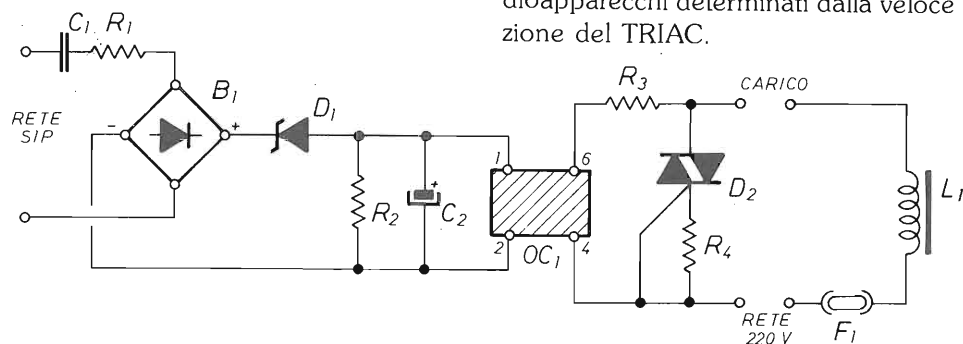 dioapparecchi determinati dalla veloce
zione del TRIAC.
C1 R1
B1
D1
RETE
SIP
- +
R2
+
C2
1 6
2 4
OC1
R3
CARICO
D2
R4
L1
RETE
220 V
F1